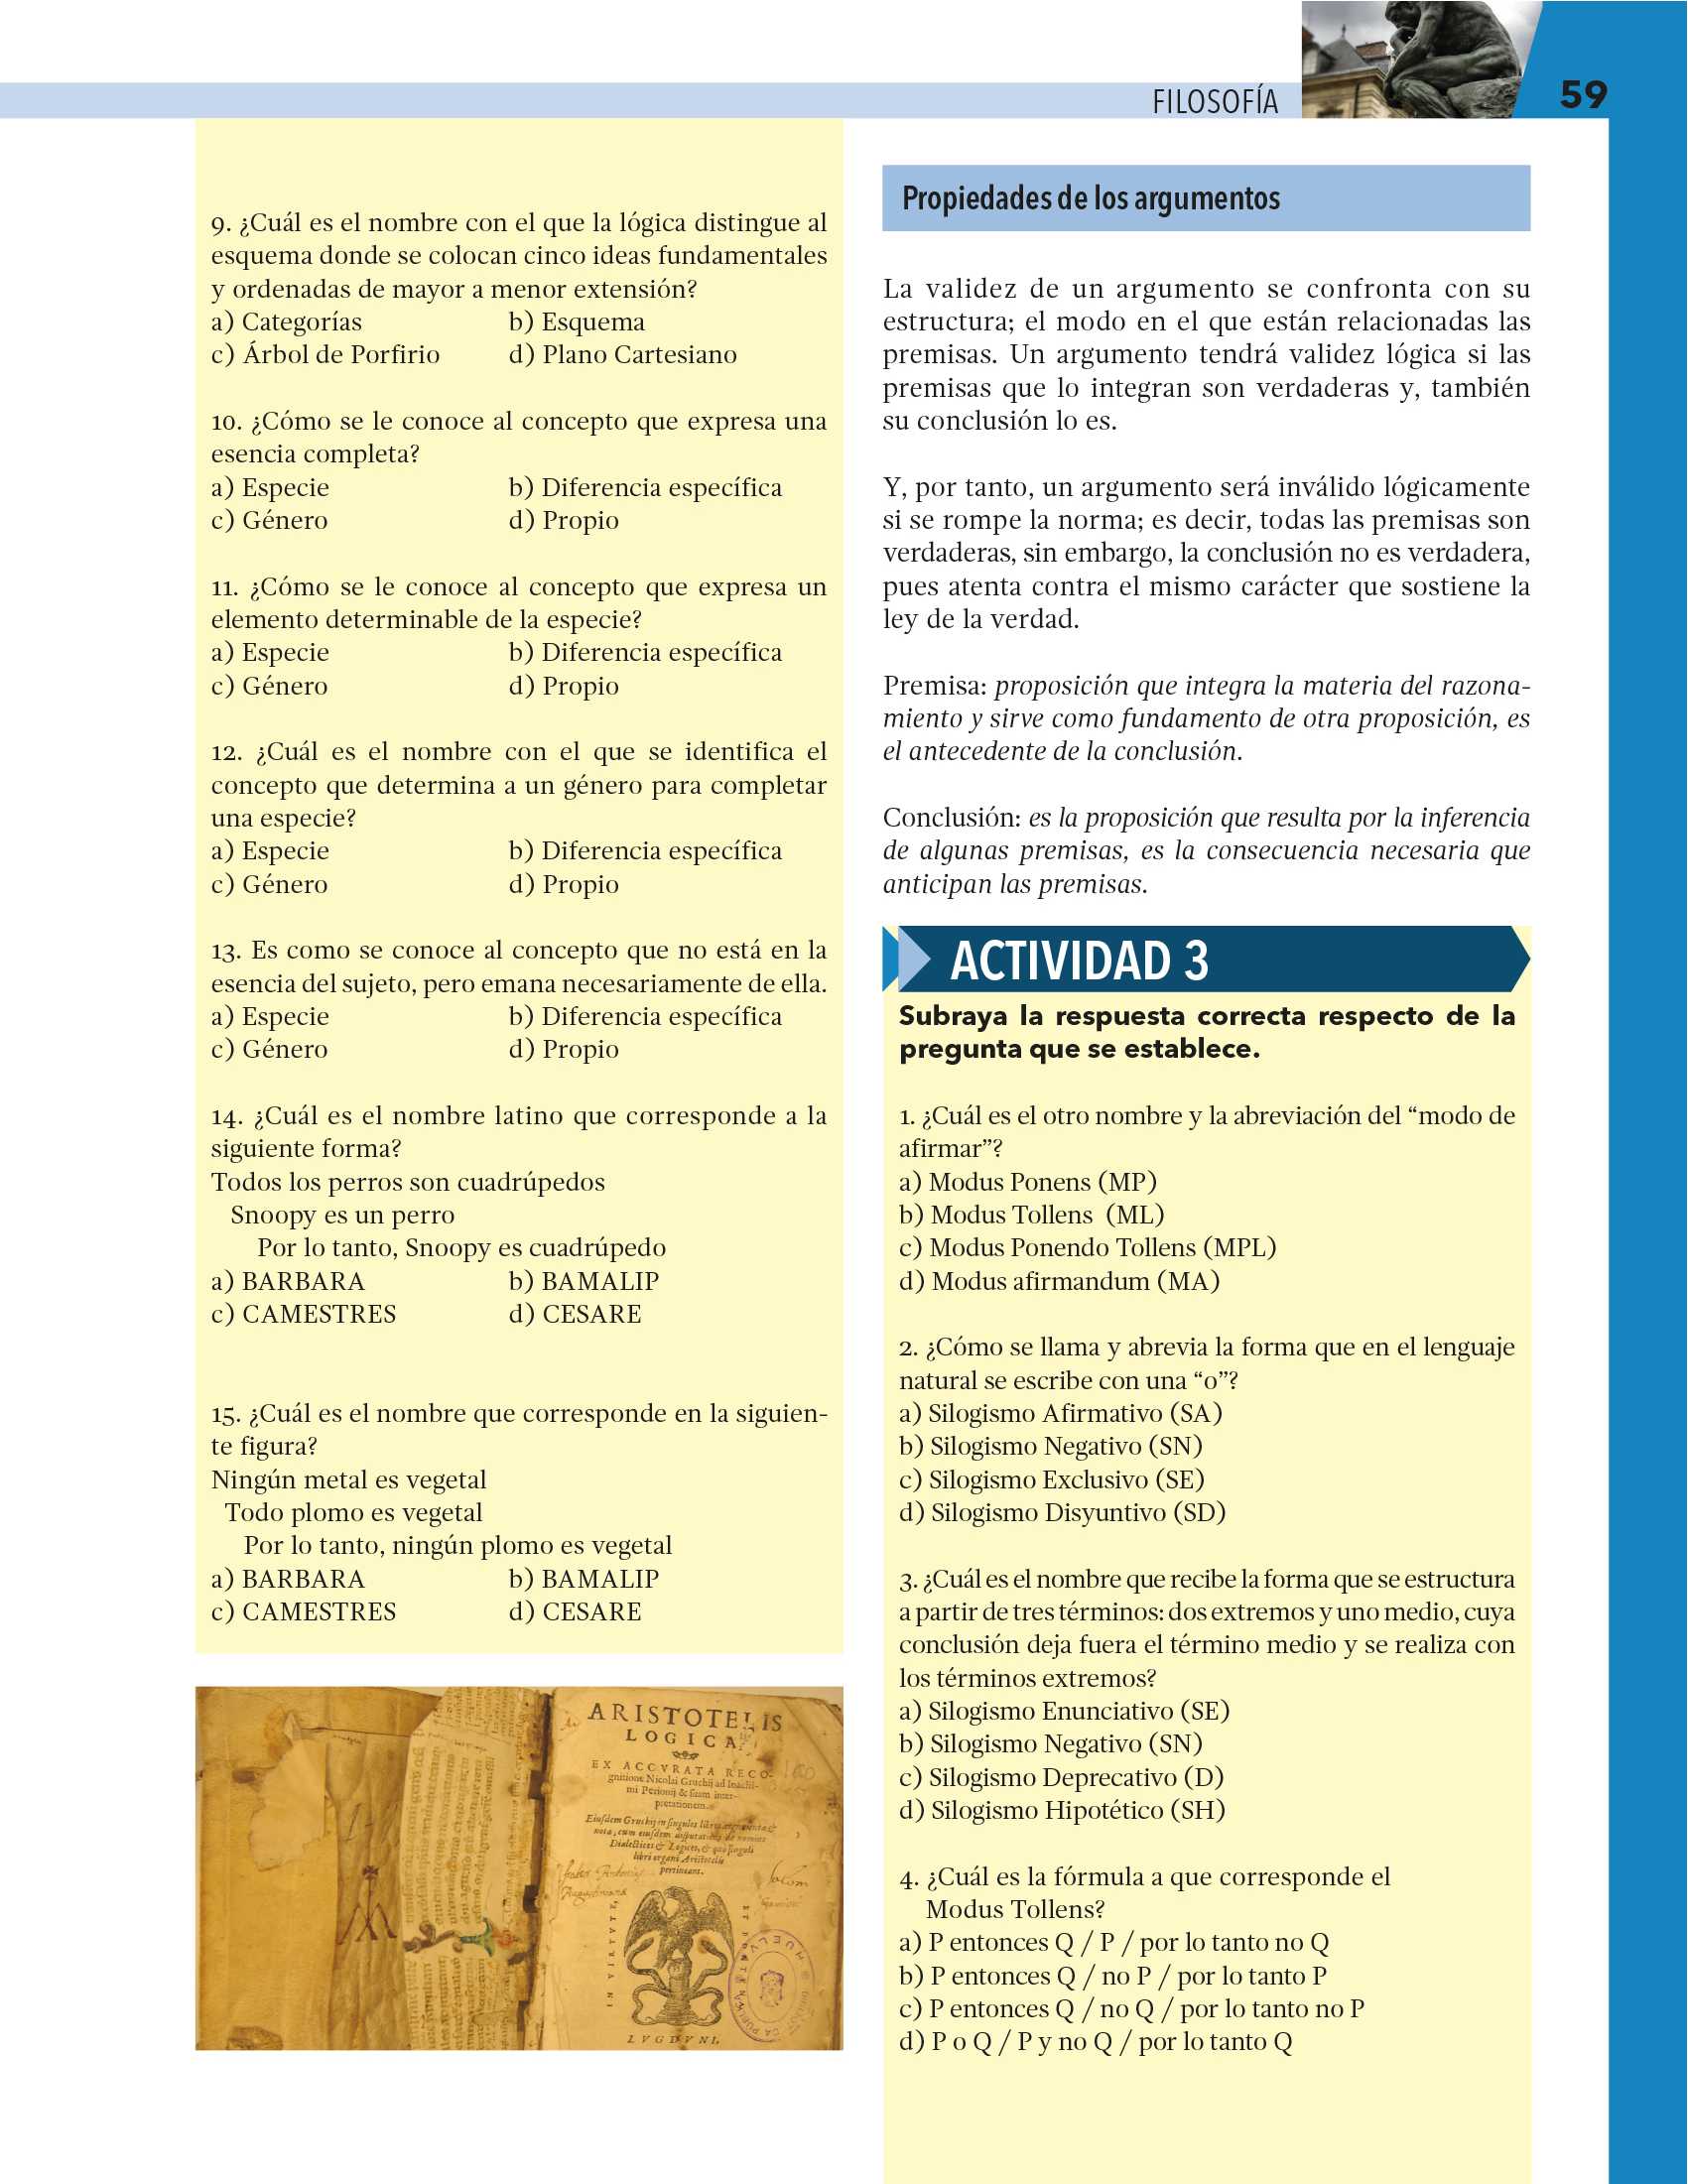 FILOSOFÍA
59
9. ¿Cuál es el nombre con el que la lógica distingue al
esquema donde se colocan cinco ideas fundamentales
y ordenadas de mayor a menor extensión?
a) Categorías b) Esquema
c) Árbol de Porfirio d) Plano Cartesiano
10. ¿Cómo se le conoce al concepto que expresa una
esencia completa?
a) Especie b) Diferencia específica
c) Género d) Propio
11. ¿Cómo se le conoce al concepto que expresa un
elemento determinable de la especie?
a) Especie b) Diferencia específica
c) Género d) Propio
12. ¿Cuál es el nombre con el que se identifica el
concepto que determina a un género para completar
una especie?
a) Especie b) Diferencia específica
c) Género d) Propio
13. Es como se conoce al concepto que no está en la
esencia del sujeto, pero emana necesariamente de ella.
a) Especie b) Diferencia específica
c) Género d) Propio
14. ¿Cuál es el nombre latino que corresponde a la
siguiente forma?
Todos los perros son cuadrúpedos
Snoopy es un perro
Por lo tanto, Snoopy es cuadrúpedo
a) BARBARA b) BAMALIP
c) CAMESTRES d) CESARE
15. ¿Cuál es el nombre que corresponde en la siguien-
te figura?
Ningún metal es vegetal
Todo plomo es vegetal
Por lo tanto, ningún plomo es vegetal
a) BARBARA b) BAMALIP
c) CAMESTRES d) CESARE
ARISTOTELIS
LOGICA
EX ACCVRATA RECO-
gnitione Nicolai Gruchij ad Ioachi-
mi Perionij & suam inter-
pretationem.
Dialectices & Logices, &
libri organi Aristotelis
pertineant.
IN VIRTVTE,
LVGDVNI,
Propiedades de los argumentos
La validez de un argumento se confronta con su
estructura; el modo en el que están relacionadas las
premisas. Un argumento tendrá validez lógica si las
premisas que lo integran son verdaderas y, también
su conclusión lo es.
Y, por tanto, un argumento será inválido lógicamente
si se rompe la norma; es decir, todas las premisas son
verdaderas, sin embargo, la conclusión no es verdadera,
pues atenta contra el mismo carácter que sostiene la
ley de la verdad.
Premisa: proposición que integra la materia del razona-
miento y sirve como fundamento de otra proposición, es
el antecedente de la conclusión.
Conclusión: es la proposición que resulta por la inferencia
de algunas premisas, es la consecuencia necesaria que
anticipan las premisas.
ACTIVIDAD 3
Subraya la respuesta correcta respecto de la
pregunta que se establece.
1. ¿Cuál es el otro nombre y la abreviación del “modo de
afirmar”?
a) Modus Ponens (MP)
b) Modus Tollens (ML)
c) Modus Ponendo Tollens (MPL)
d) Modus afirmandum (MA)
2. ¿Cómo se llama y abrevia la forma que en el lenguaje
natural se escribe con una “o”?
a) Silogismo Afirmativo (SA)
b) Silogismo Negativo (SN)
c) Silogismo Exclusivo (SE)
d) Silogismo Disyuntivo (SD)
3. ¿Cuál es el nombre que recibe la forma que se estructura
a partir de tres términos: dos extremos y uno medio, cuya
conclusión deja fuera el término medio y se realiza con
los términos extremos?
a) Silogismo Enunciativo (SE)
b) Silogismo Negativo (SN)
c) Silogismo Deprecativo (D)
d) Silogismo Hipotético (SH)
4. ¿Cuál es la fórmula a que corresponde el
Modus Tollens?
a) P entonces Q / P / por lo tanto no Q
b) P entonces Q / no P / por lo tanto P
c) P entonces Q / no Q / por lo tanto no P
d) P o Q / P y no Q / por lo tanto Q